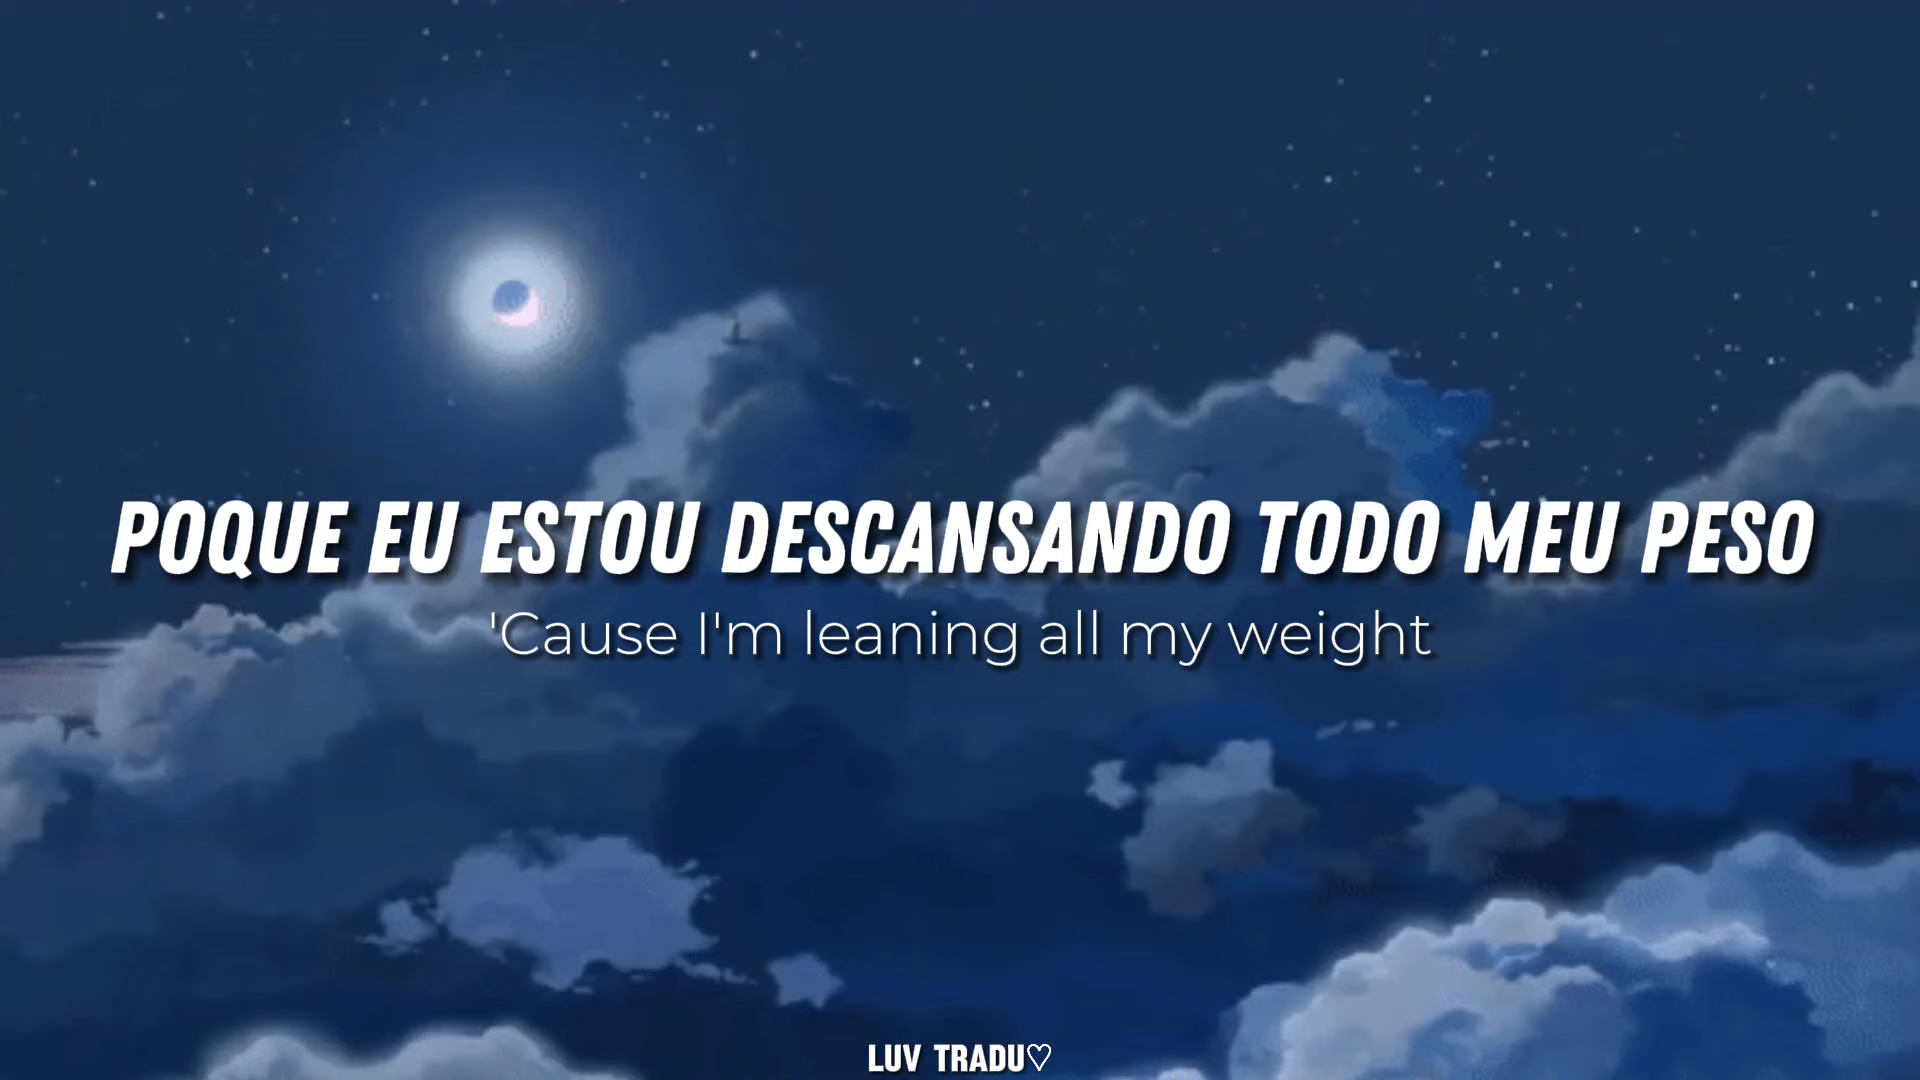 POQUE EU ESTOU DESCANSANDO TODO MEU PESO
'Cause I'm leaning all my weight
LUV TRADU♡